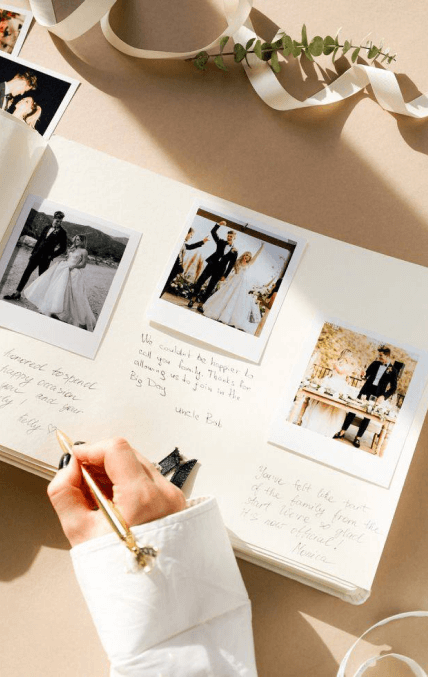 honored to spend
happy occasion
you and your
Kelly ♡
We couldn't be happier to
call you family. Thanks for
allowing us to join in the
Big Day
uncle Bob
You've felt like part
of the family from the
start. We're so glad
it's now official!
Monica